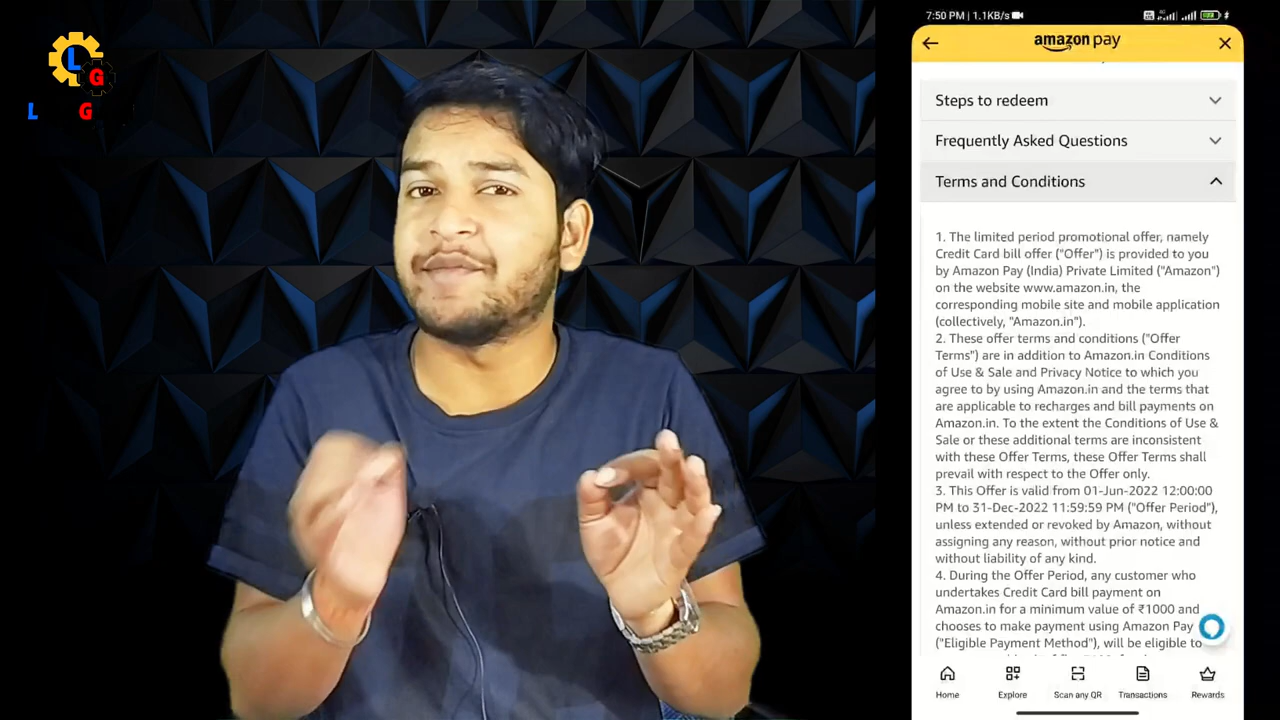 L G
L G
7:50 PM | 1.1KB/s
amazon pay
Steps to redeem
Frequently Asked Questions
Terms and Conditions
1. The limited period promotional offer, namely
Credit Card bill offer ("Offer") is provided to you
by Amazon Pay (India) Private Limited ("Amazon")
on the website www.amazon.in, the
corresponding mobile site and mobile application
(collectively, "Amazon.in").
2. These offer terms and conditions ("Offer
Terms") are in addition to Amazon.in Conditions
of Use & Sale and Privacy Notice to which you
agree to by using Amazon.in and the terms that
are applicable to recharges and bill payments on
Amazon.in. To the extent the Conditions of Use &
Sale or these additional terms are inconsistent
with these Offer Terms, these Offer Terms shall
prevail with respect to the Offer only.
3. This Offer is valid from 01-Jun-2022 12:00:00
PM to 31-Dec-2022 11:59:59 PM ("Offer Period"),
unless extended or revoked by Amazon, without
assigning any reason, without prior notice and
without liability of any kind.
4. During the Offer Period, any customer who
undertakes Credit Card bill payment on
Amazon.in for a minimum value of ₹1000 and
chooses to make payment using Amazon Pay
("Eligible Payment Method"), will be eligible to
Home Explore Scan any QR Transactions Rewards